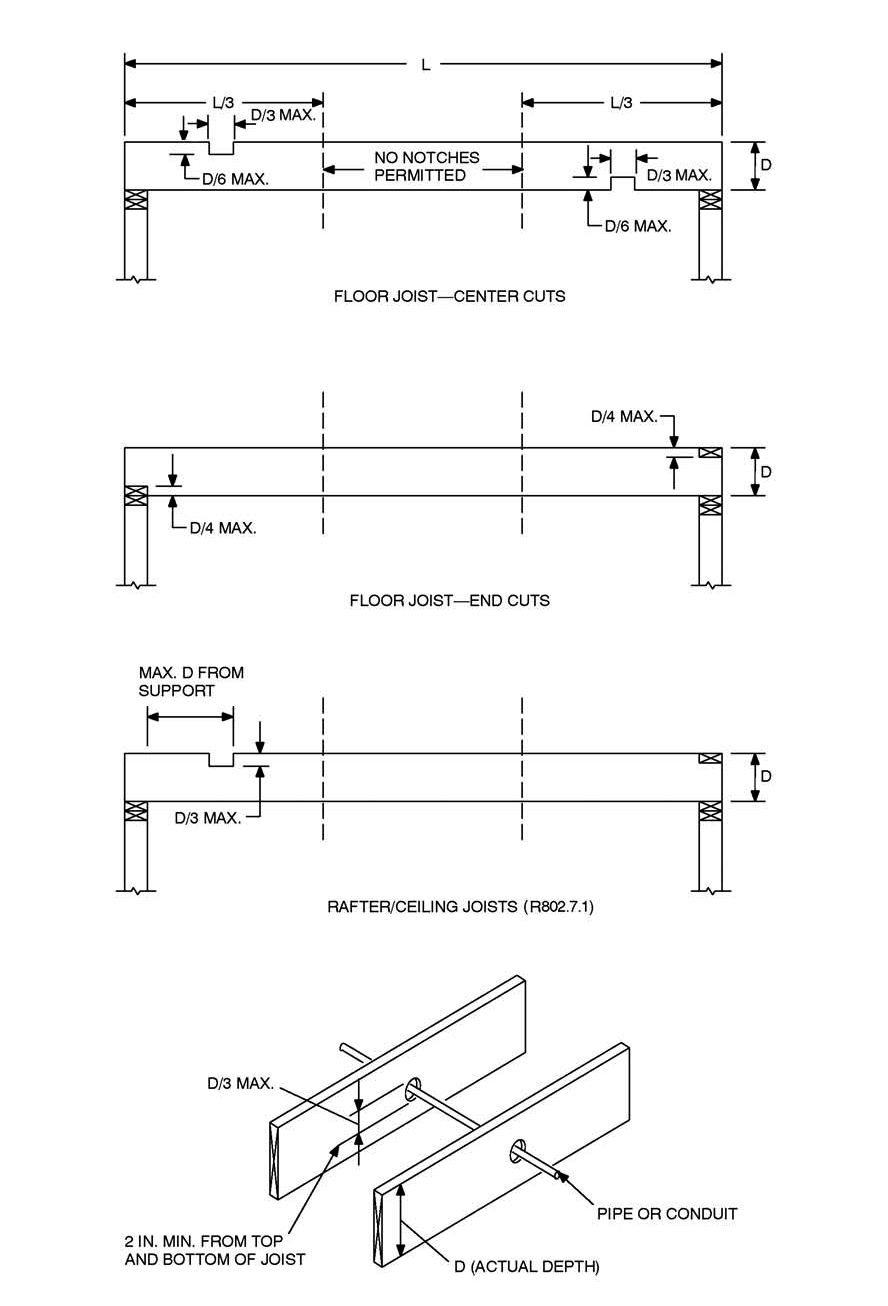 L
L/3
L/3
D/3 MAX.
NO NOTCHES
PERMITTED
D
D/6 MAX.
D/3 MAX.
D/6 MAX.
FLOOR JOIST—CENTER CUTS
D/4 MAX.
D
D/4 MAX.
FLOOR JOIST—END CUTS
MAX. D FROM
SUPPORT
D
D/3 MAX.
RAFTER/CEILING JOISTS (R802.7.1)
D/3 MAX.
PIPE OR CONDUIT
2 IN. MIN. FROM TOP
AND BOTTOM OF JOIST
D (ACTUAL DEPTH)